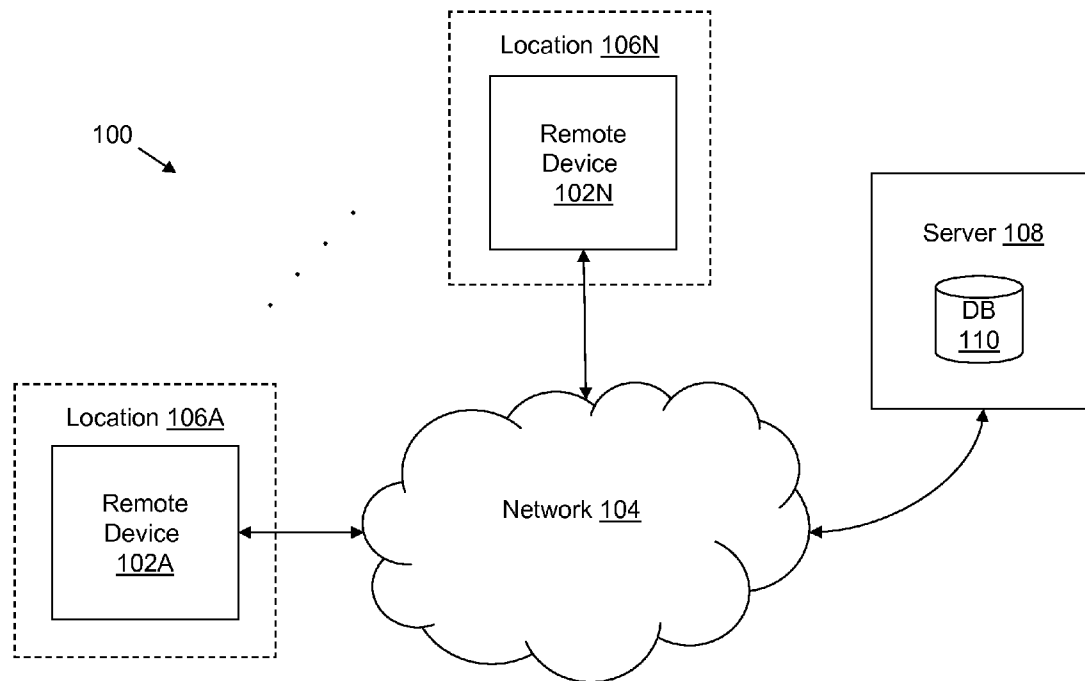 Location 106N
Remote
Device
102N
100
Server 108
DB
110
Location 106A
Remote
Device
102A
Network 104